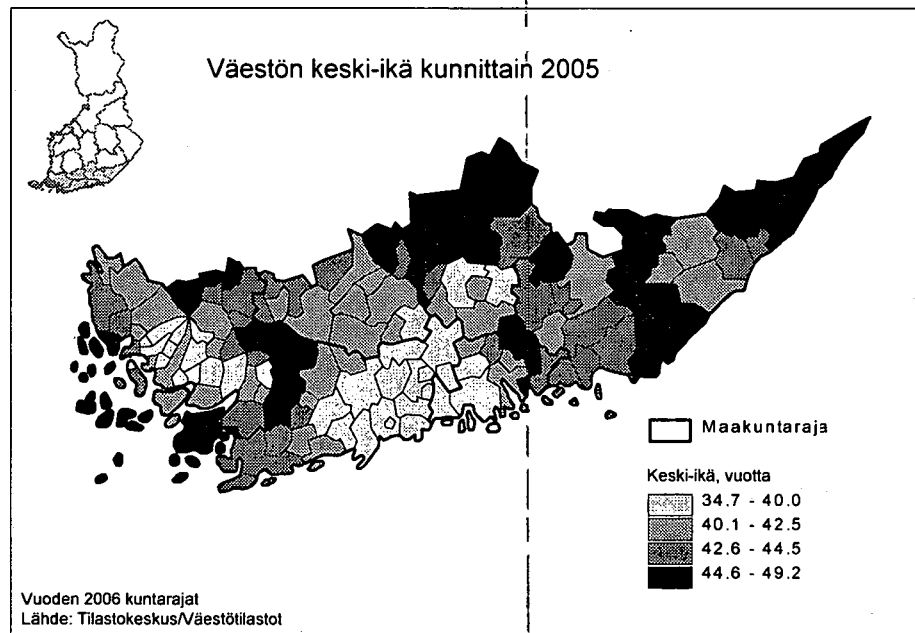 Väestön keski-ikä kunnittain 2005
Maakuntaraja
Keski-ikä, vuotta
34.7 - 40.0
40.1 - 42.5
42.6 - 44.5
44.6 - 49.2
Vuoden 2006 kuntarajat
Lähde: Tilastokeskus/Väestötilastot